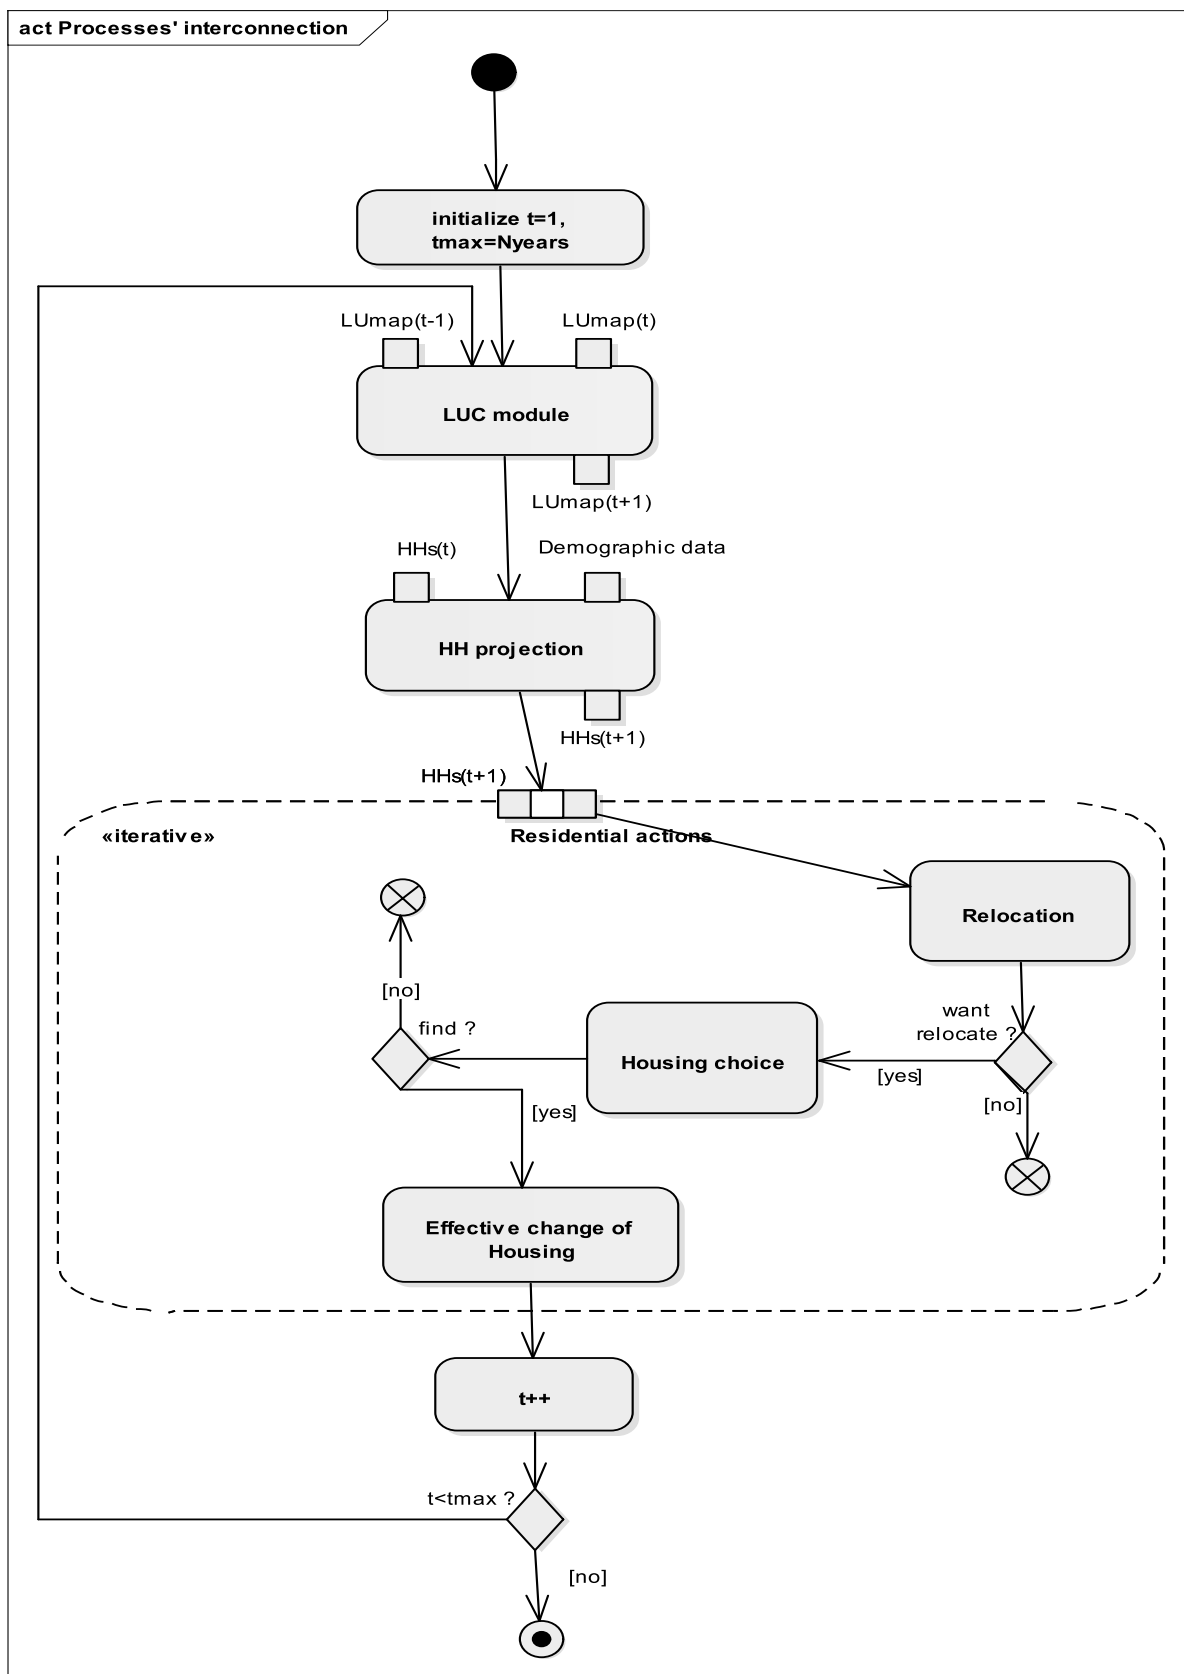 act Processes' interconnection
initialize t=1,
tmax=Nyears
LUmap(t-1)
LUmap(t)
LUC module
LUmap(t+1)
HHs(t)
Demographic data
HH projection
HHs(t+1)
HHs(t+1)
«iterative»
Residential actions
Relocation
[no]
want
relocate ?
find ?
Housing choice
[yes]
[no]
[yes]
Effective change of
Housing
t++
t<tmax ?
[no]